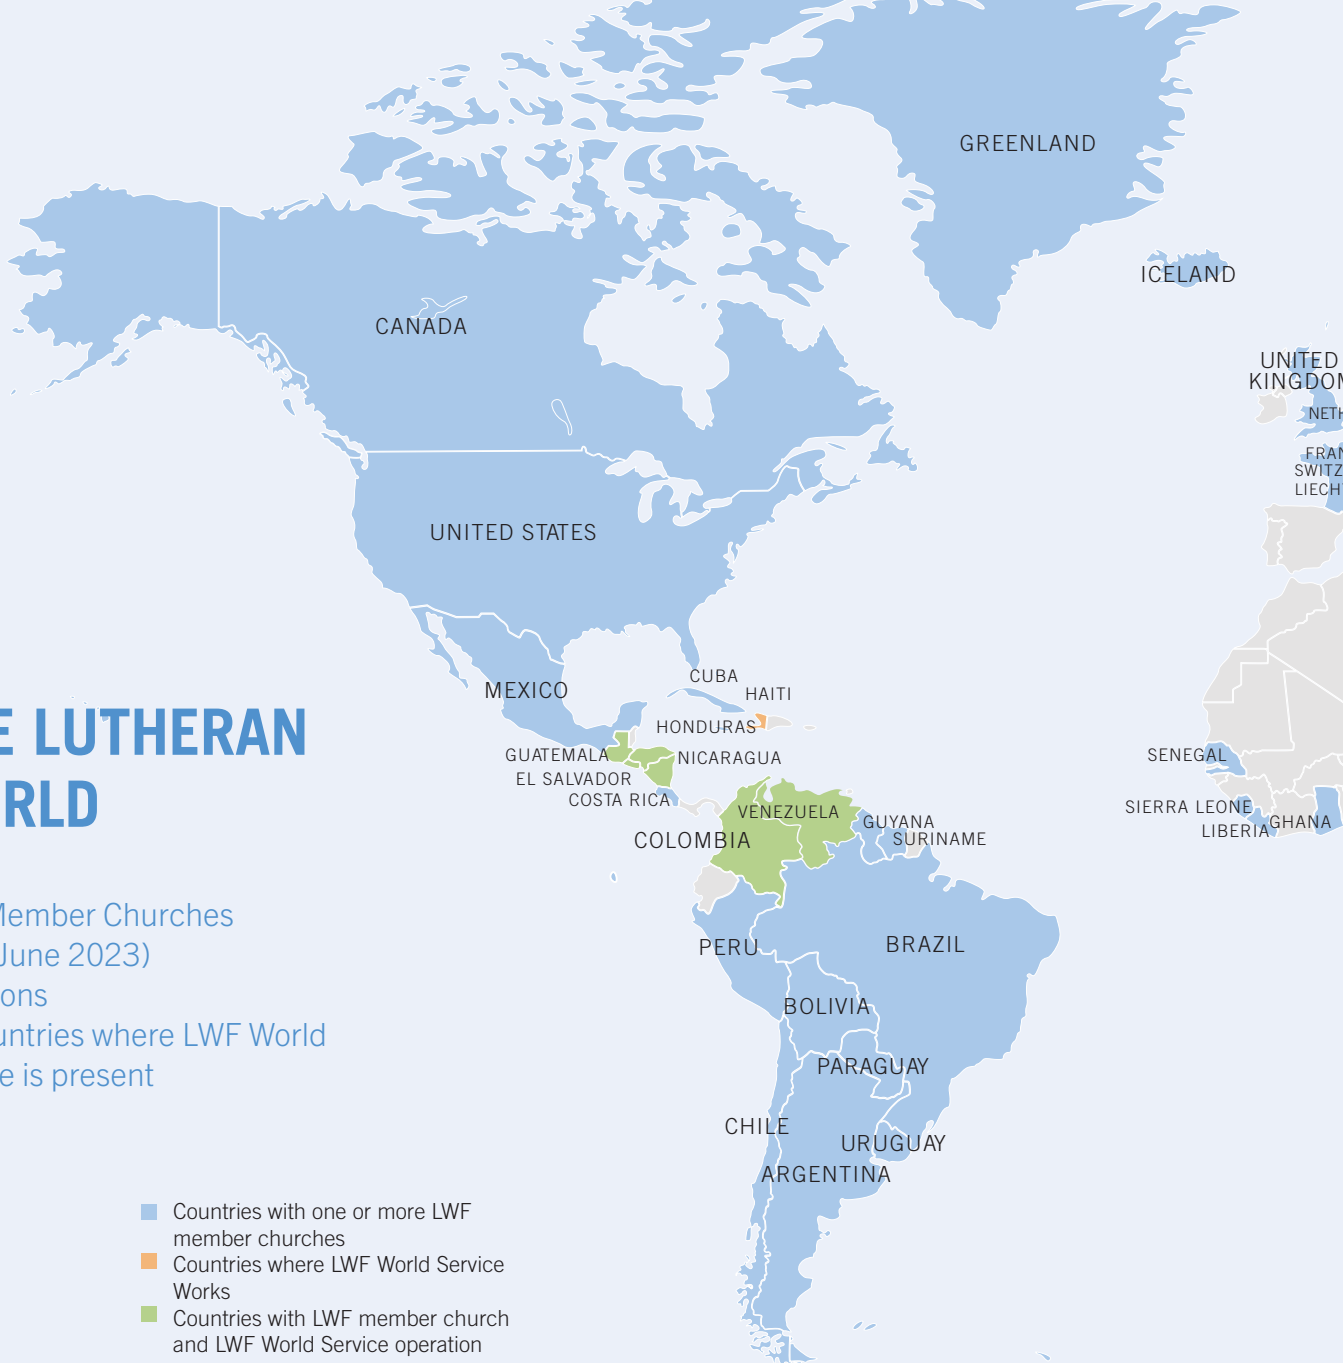 GREENLAND
ICELAND
CANADA
UNITED
KINGDOM
NETH
FRAN
SWITZ
LIECH
UNITED STATES
CUBA
MEXICO
HAITI
E LUTHERAN
RLD
HONDURAS
GUATEMALA
NICARAGUA
EL SALVADOR
COSTA RICA
VENEZUELA
GUYANA
COLOMBIA
SURINAME
SENEGAL
SIERRA LEONE
LIBERIA
GHANA
Member Churches
June 2023)
ons
untries where LWF World
e is present
PERU
BRAZIL
BOLIVIA
PARAGUAY
CHILE
URUGUAY
ARGENTINA
Countries with one or more LWF
member churches
Countries where LWF World Service
Works
Countries with LWF member church
and LWF World Service operation